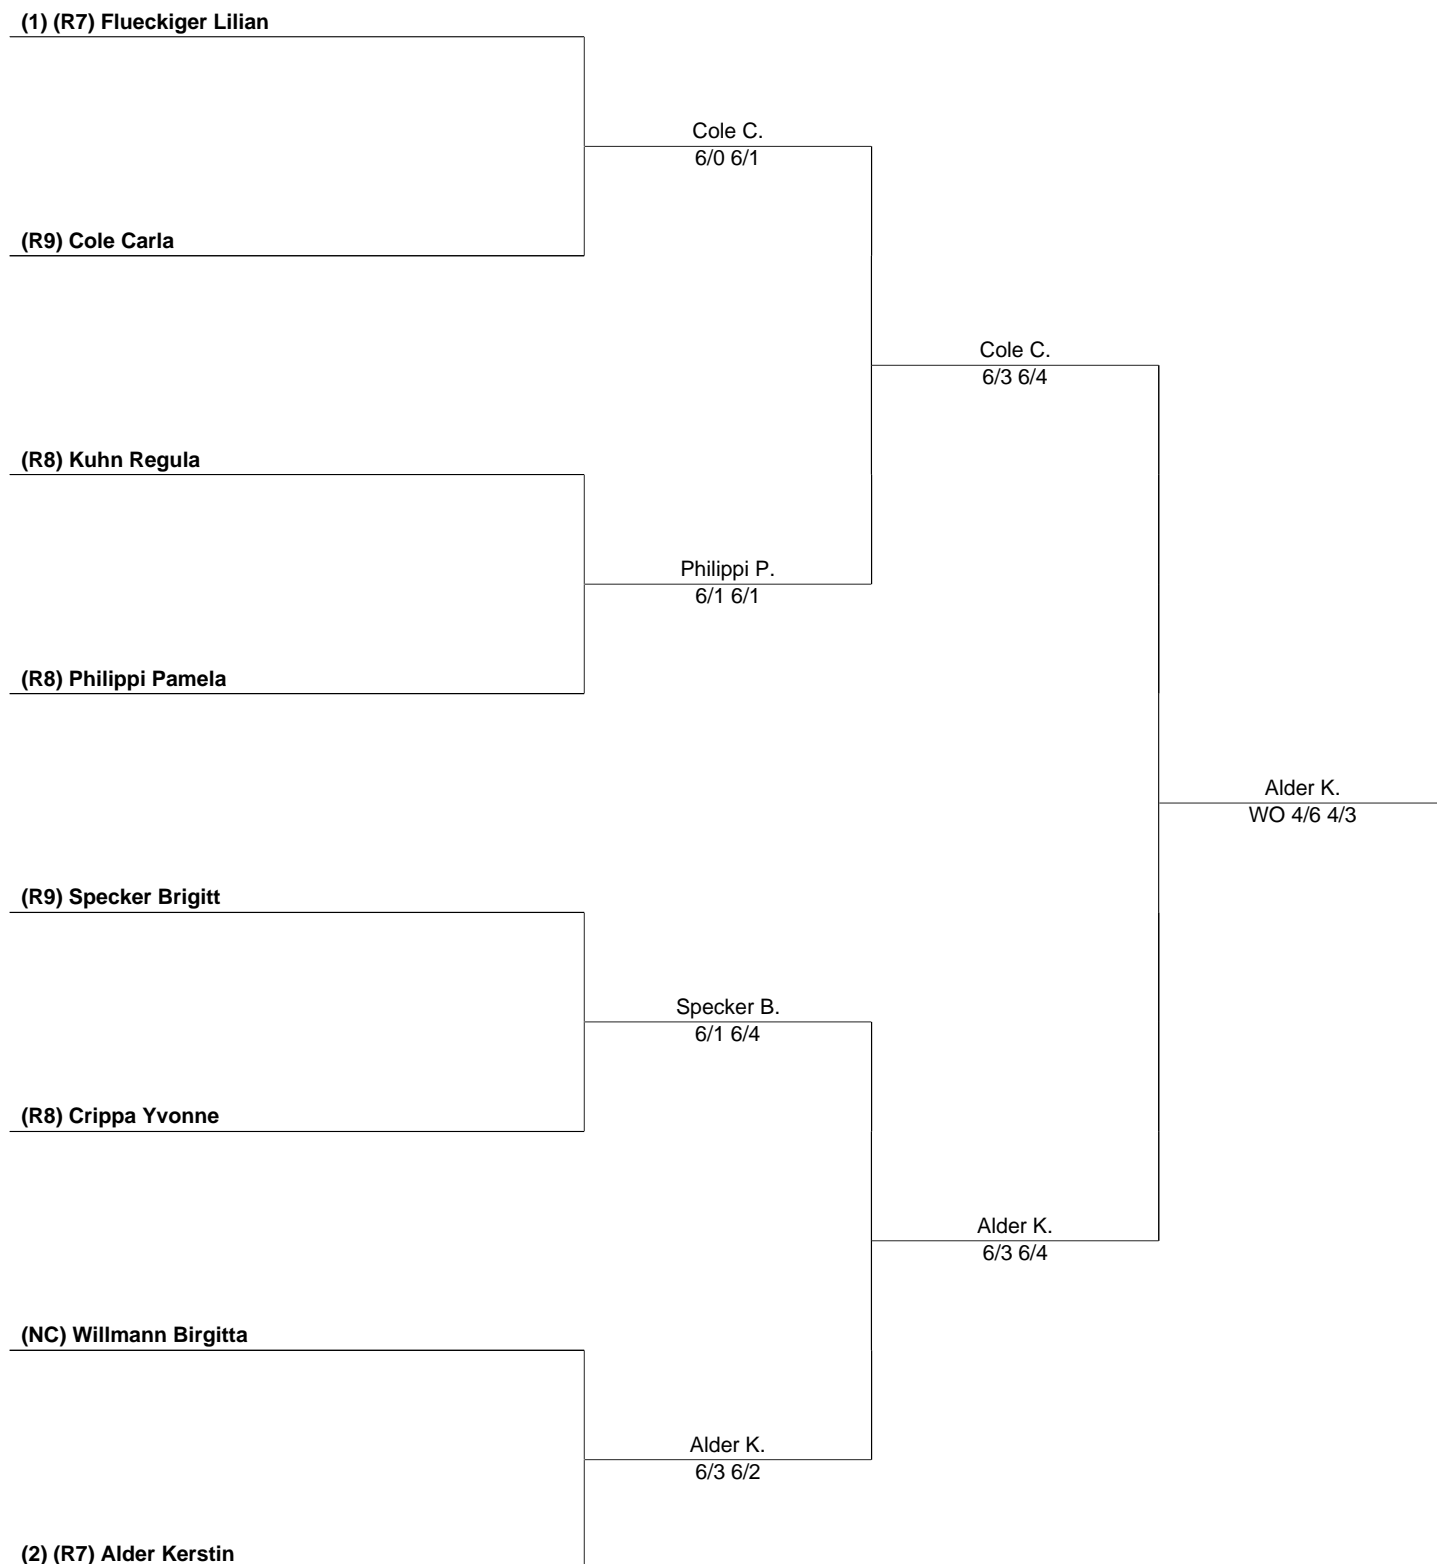 (1) (R7) Flueckiger Lilian
Cole C.
6/0 6/1
(R9) Cole Carla
Cole C.
6/3 6/4
(R8) Kuhn Regula
Philippi P.
6/1 6/1
(R8) Philippi Pamela
Alder K.
WO 4/6 4/3
(R9) Specker Brigitt
Specker B.
6/1 6/4
(R8) Crippa Yvonne
Alder K.
6/3 6/4
(NC) Willmann Birgitta
Alder K.
6/3 6/2
(2) (R7) Alder Kerstin